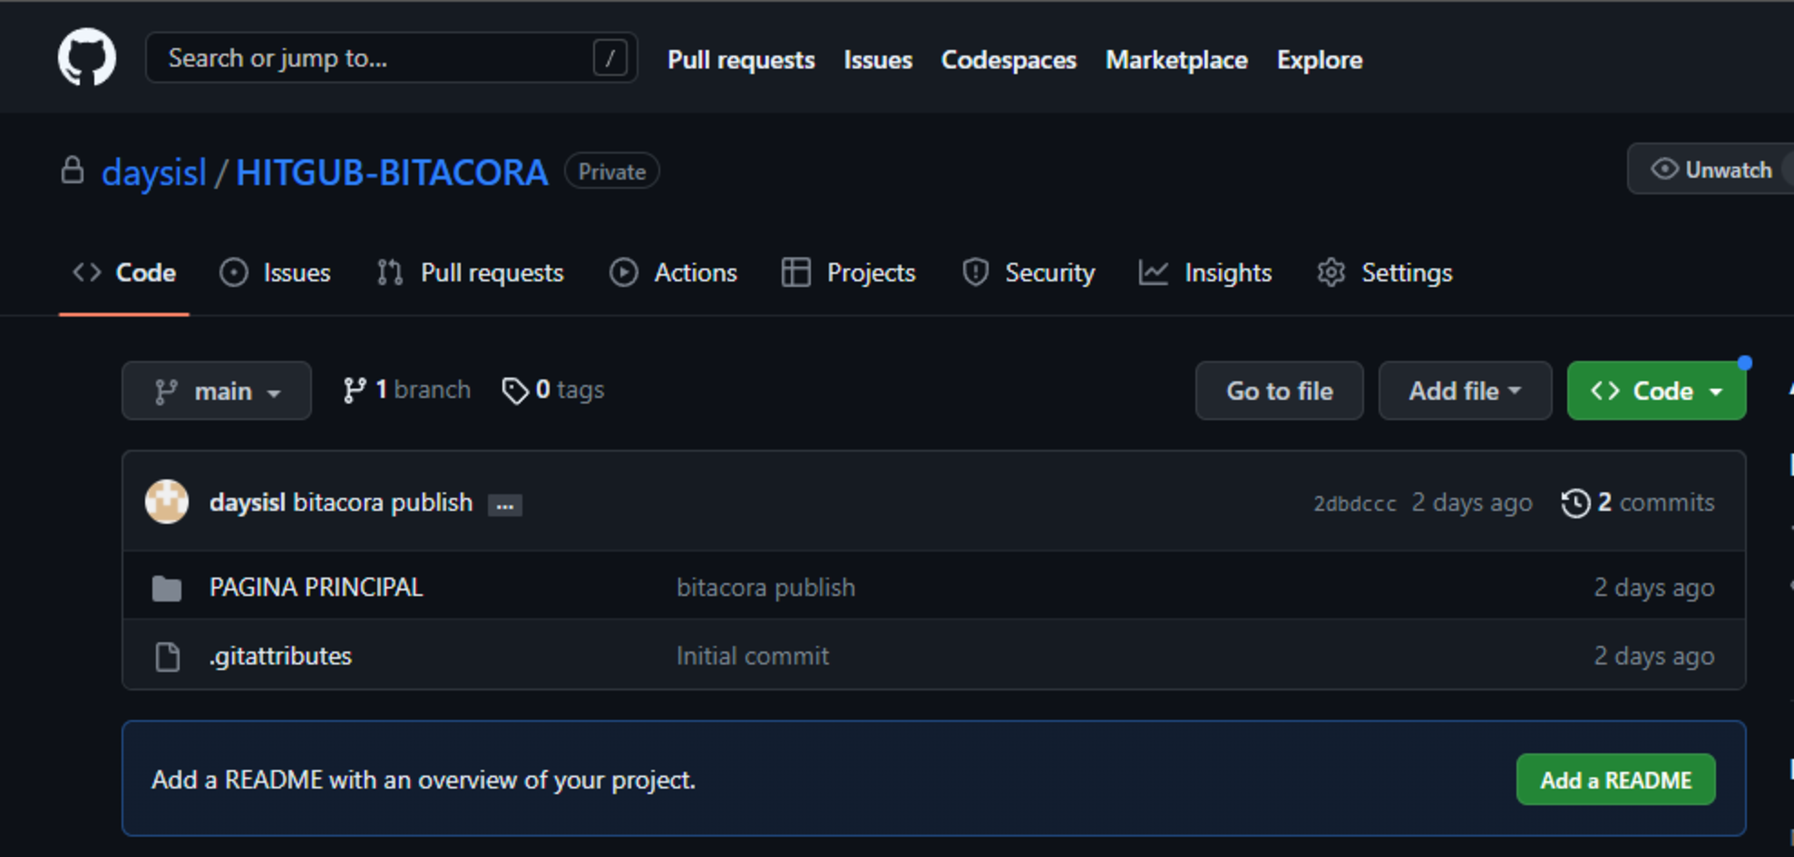 Search or jump to... /
Pull requests Issues Codespaces Marketplace Explore
daysisl / HITGUB-BITACORA Private
Unwatch
Code Issues Pull requests Actions Projects Security Insights Settings
main 1 branch 0 tags Go to file Add file Code
daysisl bitacora publish ... 2dbdccc 2 days ago 2 commits
PAGINA PRINCIPAL bitacora publish 2 days ago
.gitattributes Initial commit 2 days ago
Add a README with an overview of your project. Add a README